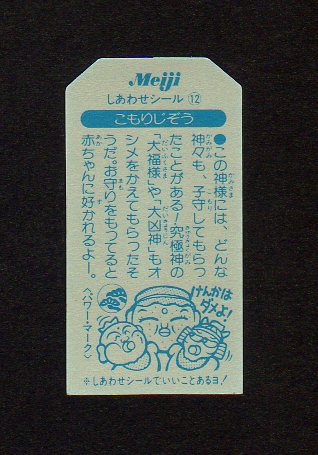 Meiji
しあわせシール⑫
こもりじぞう
●この神様には、どんな
神々も、子守してもらっ
たことがある!究極神の
「大福様」や「大凶神」もオ
シメをかえてもらったそ
うだ。お守りをもってると
赤ちゃんに好かれるよー。
〈パワー・マーク〉
けんかは
ダメよ!
※しあわせシールでいいことあるヨ!